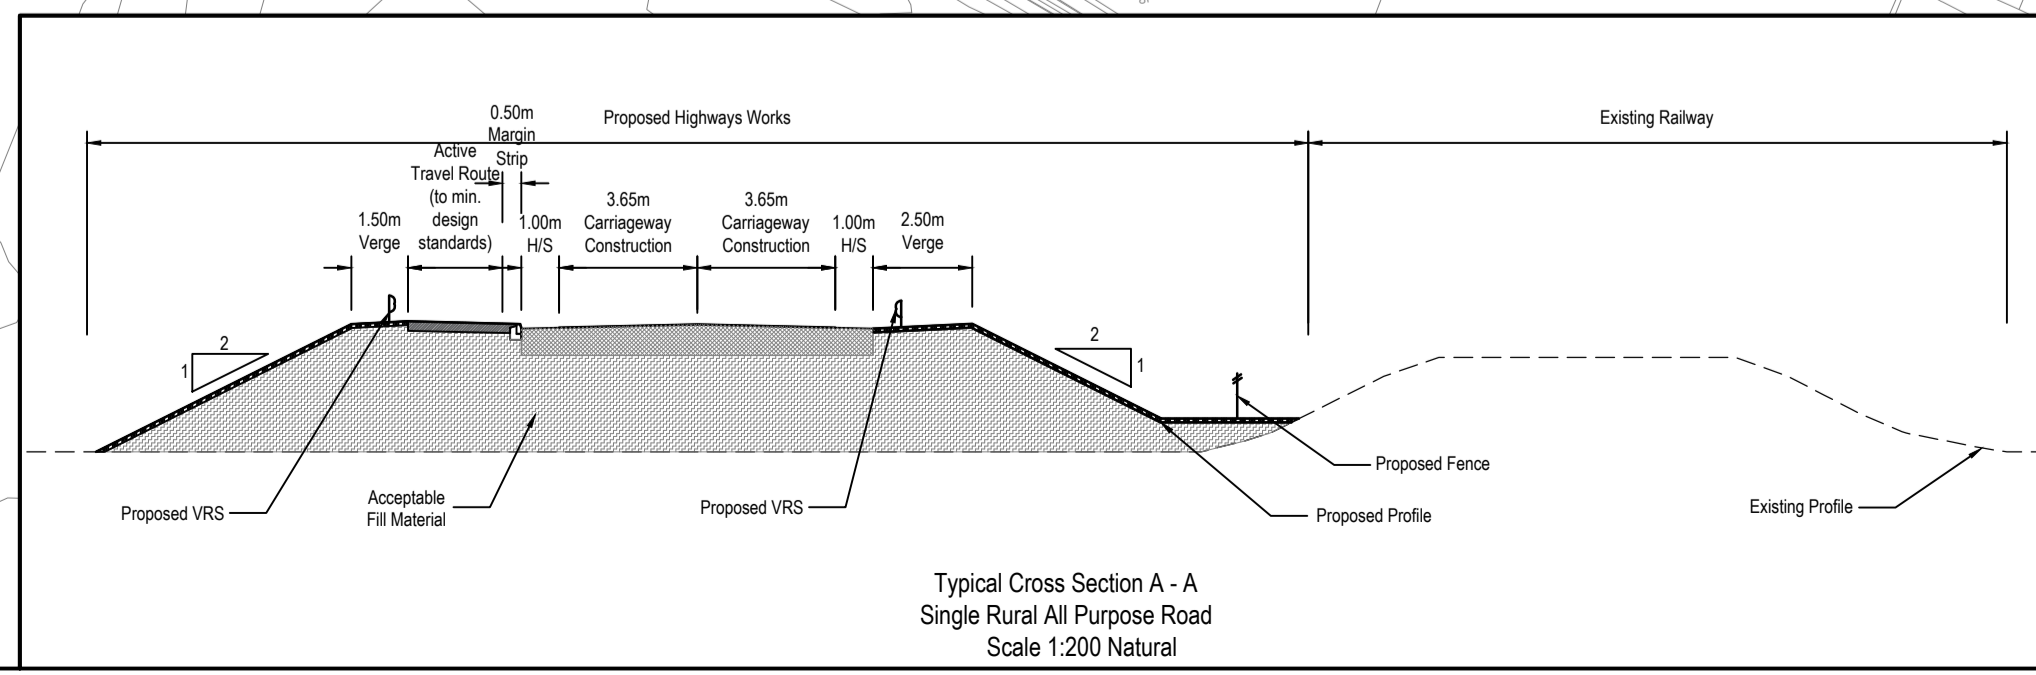 0.50m
Margin
Strip
Proposed Highways Works
Existing Railway
Active
Travel Route
(to min.
design
standards)
1.50m
Verge
1.00m
H/S
3.65m
Carriageway
Construction
3.65m
Carriageway
Construction
1.00m
H/S
2.50m
Verge
2
1
2
1
Proposed VRS
Acceptable
Fill Material
Proposed VRS
Proposed Fence
Proposed Profile
Existing Profile
Typical Cross Section A - A
Single Rural All Purpose Road
Scale 1:200 Natural